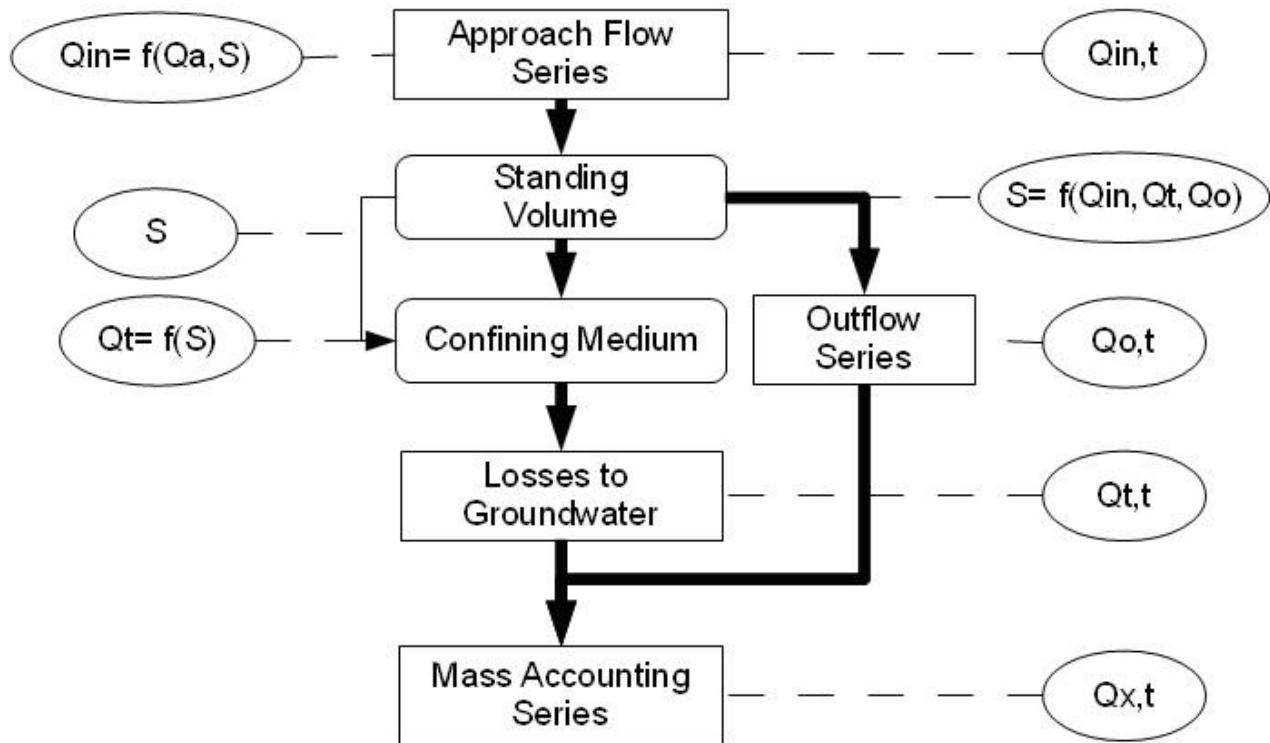 Qin= f(Qa,S)
Approach Flow
Series
Qin,t
Standing
Volume
S= f(Qin,Qt,Qo)
S
Qt= f(S)
Confining Medium
Outflow
Series
Qo,t
Losses to
Groundwater
Qt,t
Mass Accounting
Series
Qx,t